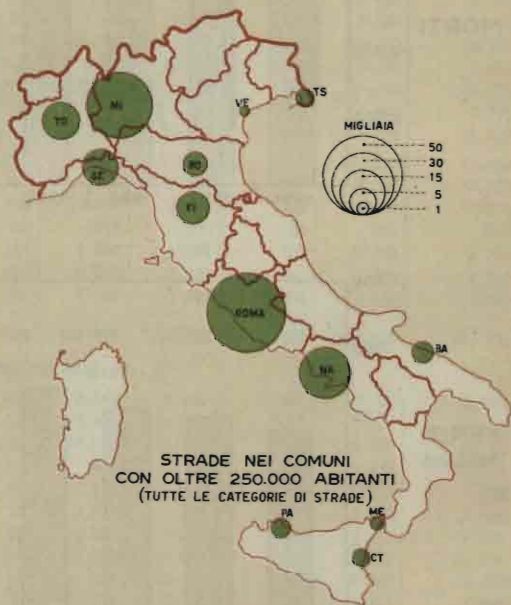 MORTI
MI
TO
VE
TS
MIGLIAIA
50
30
15
5
1
GE
BO
FI
ROMA
NA
BA
STRADE NEI COMUNI
CON OLTRE 250.000 ABITANTI
(TUTTE LE CATEGORIE DI STRADE)
PA
ME
CT